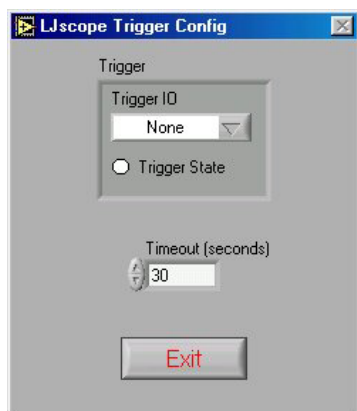 LJscope Trigger Config
Trigger
Trigger IO
None
Trigger State
Timeout (seconds)
30
Exit